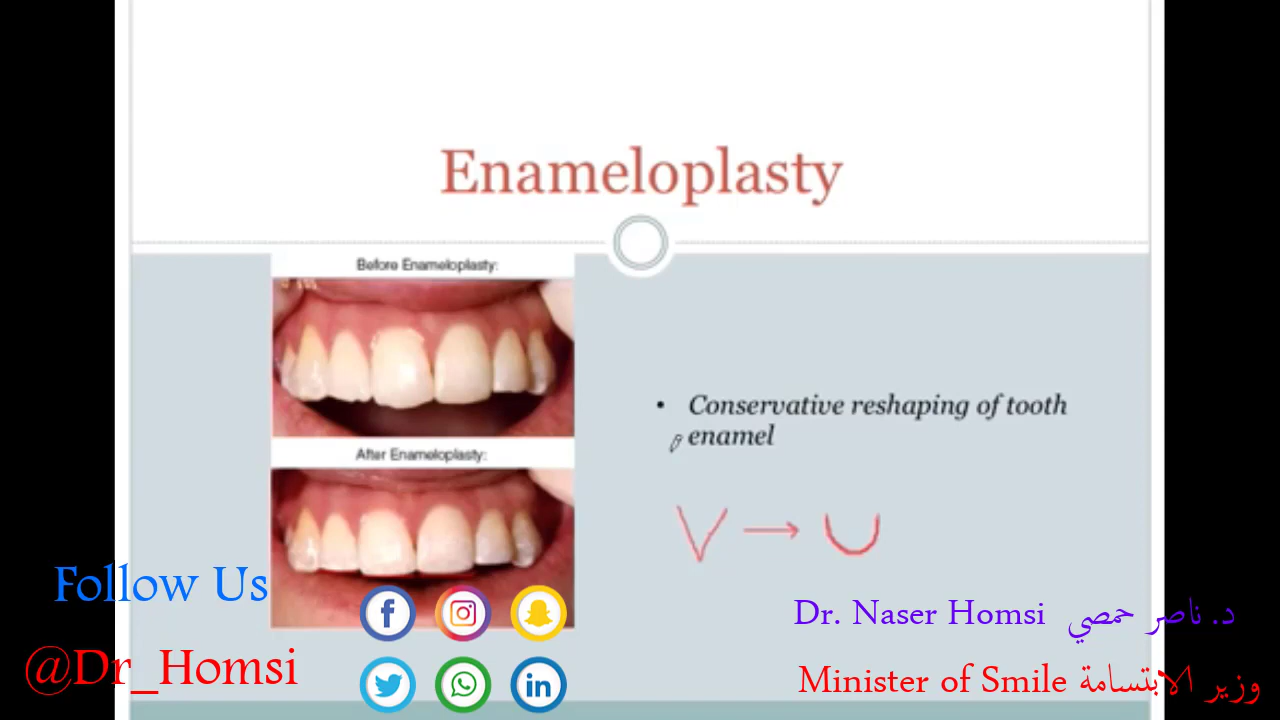 Enameloplasty
Before Enameloplasty:
After Enameloplasty:
• Conservative reshaping of tooth
enamel
V → U
Follow Us
@Dr_Homsi
Dr. Naser Homsi د. ناصر حمصي
Minister of Smile وزير الابتسامة